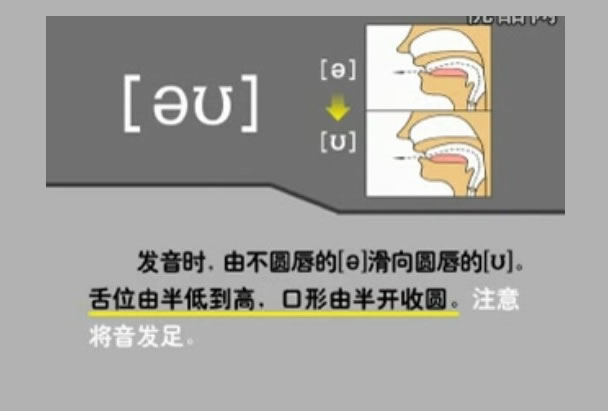 [əʊ]
[ə]
[ʊ]
发音时，由不圆唇的[ə]滑向圆唇的[ʊ]。
舌位由半低到高，口形由半开收圆。注意
将音发足。